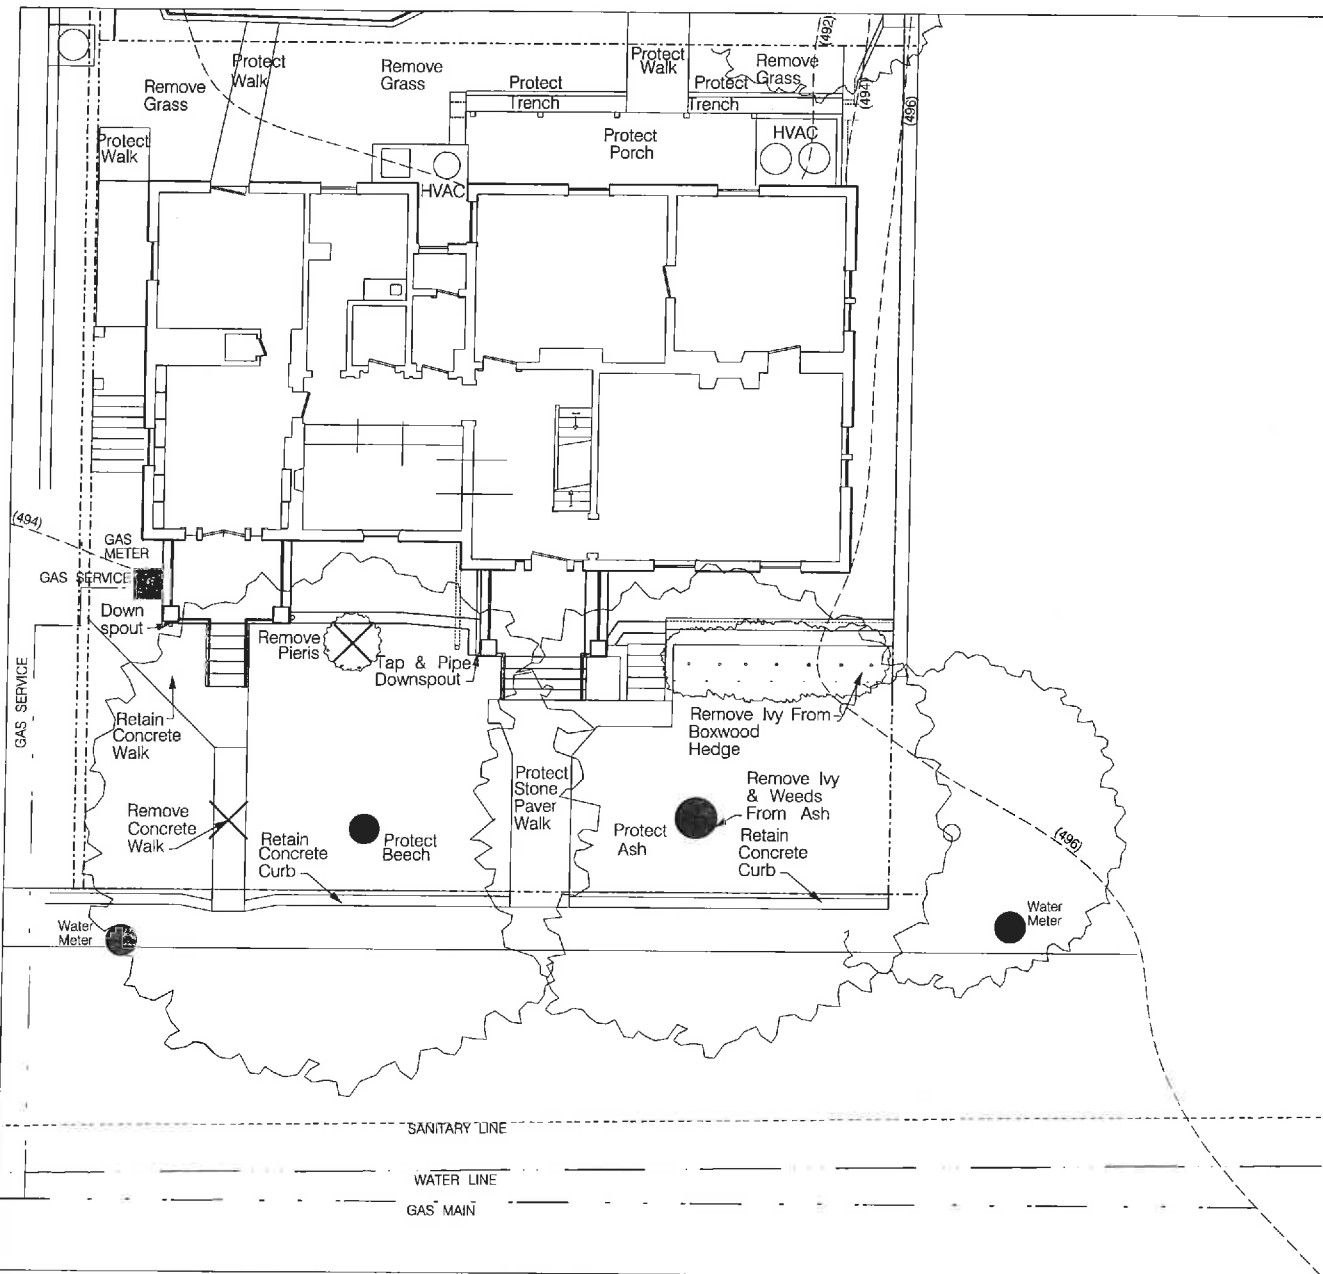 (492)
Protect
Walk
Remove
Grass
Remove
Grass
Protect
Walk
Remove
Grass
Protect
Trench
Protect
Trench
(494)
(496)
Protect
Walk
Protect
Porch
HVAC
HVAC
(494)
GAS
METER
GAS SERVICE
Down
spout
Remove
Pieris
Tap & Pipe
Downspout
GAS SERVICE
Retain
Concrete
Walk
Remove Ivy From
Boxwood
Hedge
Protect
Stone
Paver
Walk
Remove Ivy
& Weeds
From Ash
Remove
Concrete
Walk
Retain
Concrete
Curb
Protect
Beech
Protect
Ash
Retain
Concrete
Curb
(496)
Water
Meter
Water
Meter
SANITARY LINE
WATER LINE
GAS MAIN